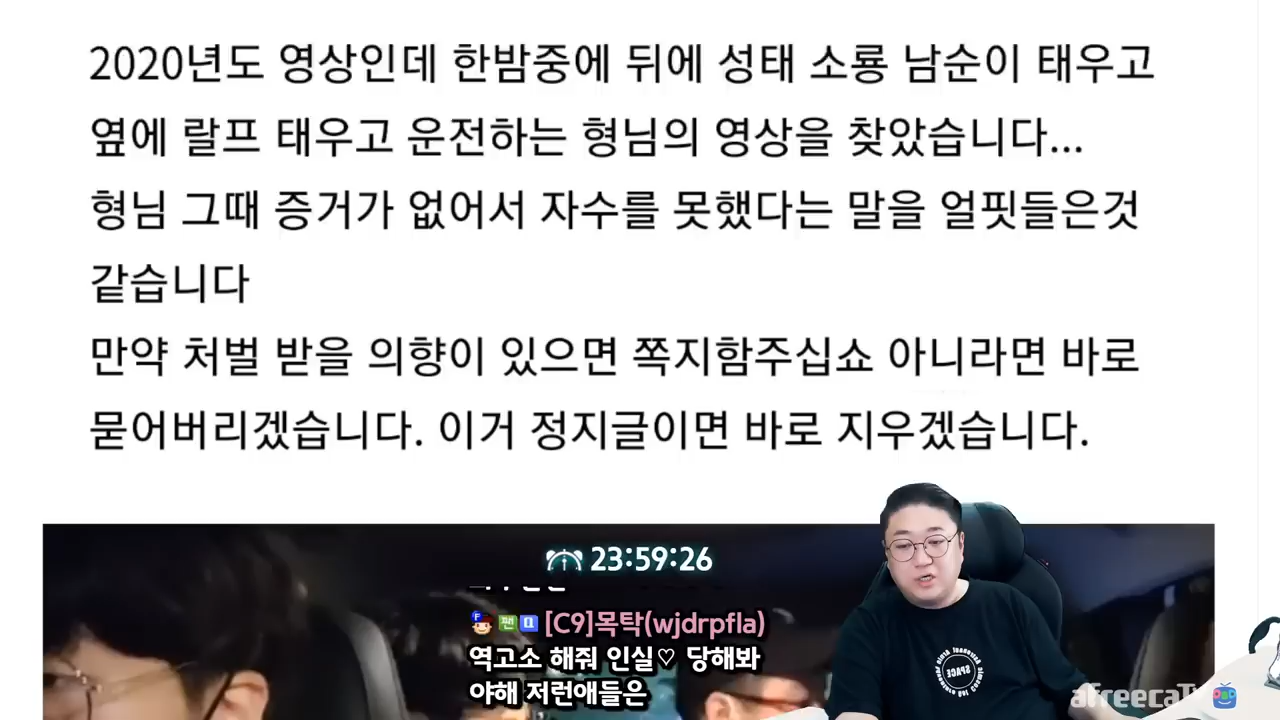 2020년도 영상인데 한밤중에 뒤에 성태 소룡 남순이 태우고
옆에 랄프 태우고 운전하는 형님의 영상을 찾았습니다...
형님 그때 증거가 없어서 자수를 못했다는 말을 얼핏들은것
같습니다
만약 처벌 받을 의향이 있으면 쪽지함주십쇼 아니라면 바로
묻어버리겠습니다. 이거 정지글이면 바로 지우겠습니다.
23:59:26
[C9]목탁(wjdrpfla)
역고소 해줘 인실♡ 당해봐
야해 저런애들은
SPACE
afreecaTV